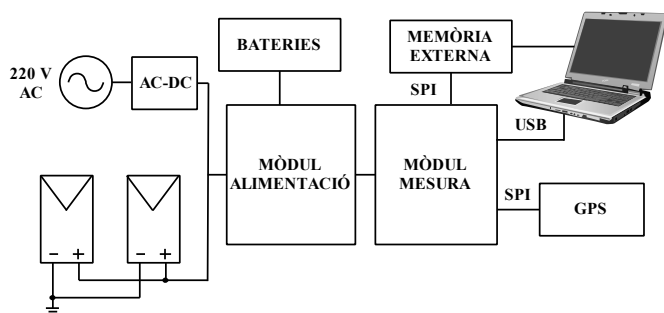 BATERIES
MEMÒRIA
EXTERNA
220 V
AC
AC-DC
SPI
USB
MÒDUL
ALIMENTACIÓ
MÒDUL
MESURA
SPI
GPS
- +
- +